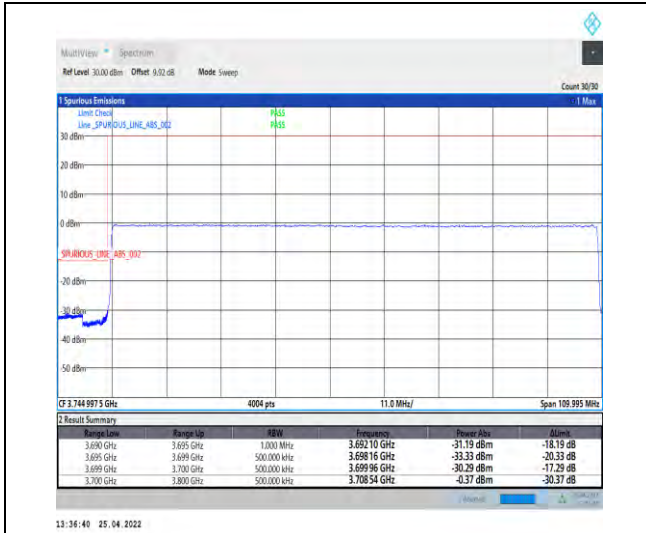 MultiView Spectrum
Ref Level 30.00 dBm Offset 9.92 dB Mode Sweep
Count 30/30
1 Spurious Emissions 1 Max
Limit Check PASS
Line _SPURIOUS_LINE_ABS_002 PASS
30 dBm
20 dBm
10 dBm
0 dBm
_SPURIOUS_LINE_ABS_002
-20 dBm
-30 dBm
-40 dBm
-50 dBm
CF 3.744 997 5 GHz 4004 pts 11.0 MHz/ Span 109.995 MHz
2 Result Summary
Range Low Range Up RBW Frequency Power Abs ΔLimit
3.690 GHz 3.695 GHz 1.000 MHz 3.692 10 GHz -31.19 dBm -18.19 dB
3.695 GHz 3.699 GHz 500.000 kHz 3.698 16 GHz -33.33 dBm -20.33 dB
3.699 GHz 3.700 GHz 500.000 kHz 3.699 96 GHz -30.29 dBm -17.29 dB
3.700 GHz 3.800 GHz 500.000 kHz 3.708 54 GHz -0.37 dBm -30.37 dB
13:36:40 25.04.2022